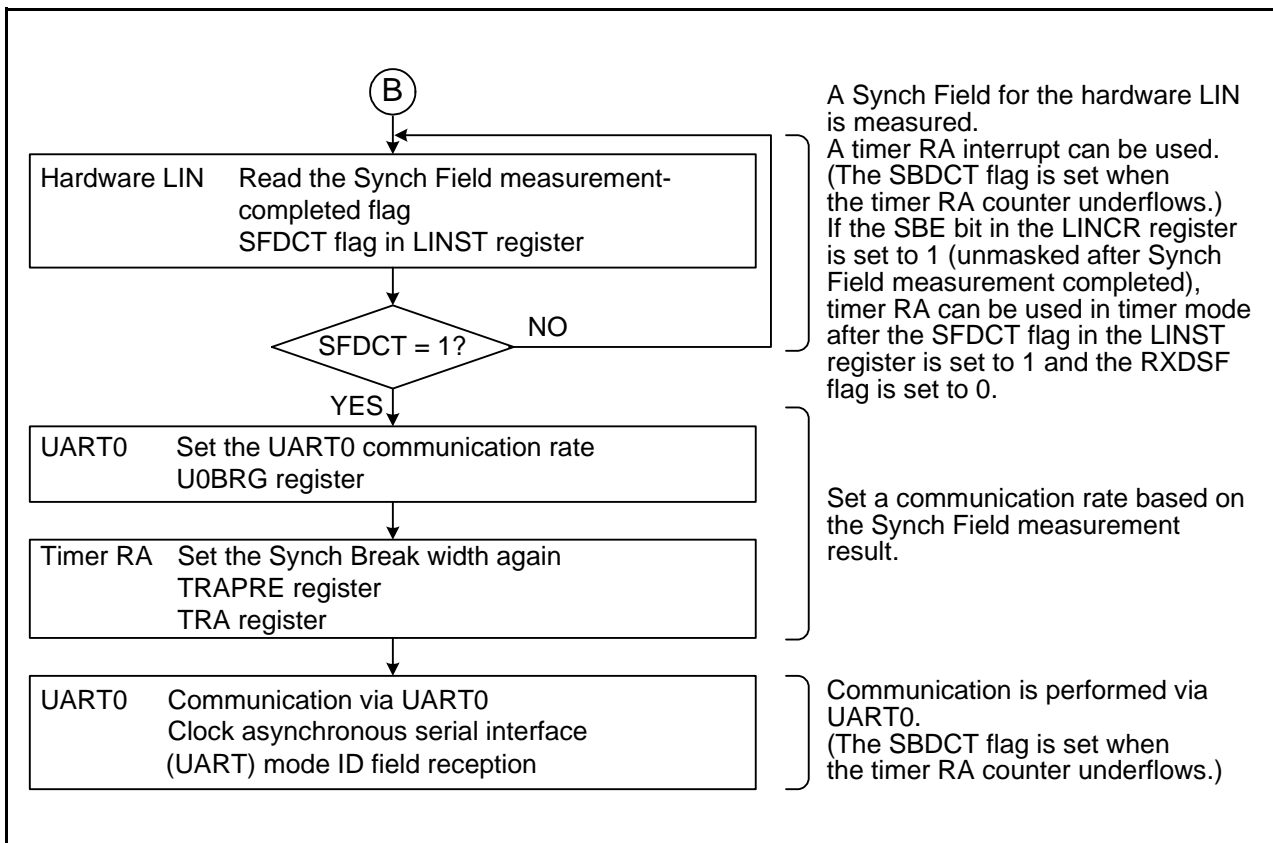 B
Hardware LIN Read the Synch Field measurement-
completed flag
SFDCT flag in LINST register
SFDCT = 1?
NO
YES
A Synch Field for the hardware LIN
is measured.
A timer RA interrupt can be used.
(The SBDCT flag is set when
the timer RA counter underflows.)
If the SBE bit in the LINCR register
is set to 1 (unmasked after Synch
Field measurement completed),
timer RA can be used in timer mode
after the SFDCT flag in the LINST
register is set to 1 and the RXDSF
flag is set to 0.
UART0 Set the UART0 communication rate
U0BRG register
Timer RA Set the Synch Break width again
TRAPRE register
TRA register
Set a communication rate based on
the Synch Field measurement
result.
UART0 Communication via UART0
Clock asynchronous serial interface
(UART) mode ID field reception
Communication is performed via
UART0.
(The SBDCT flag is set when
the timer RA counter underflows.)